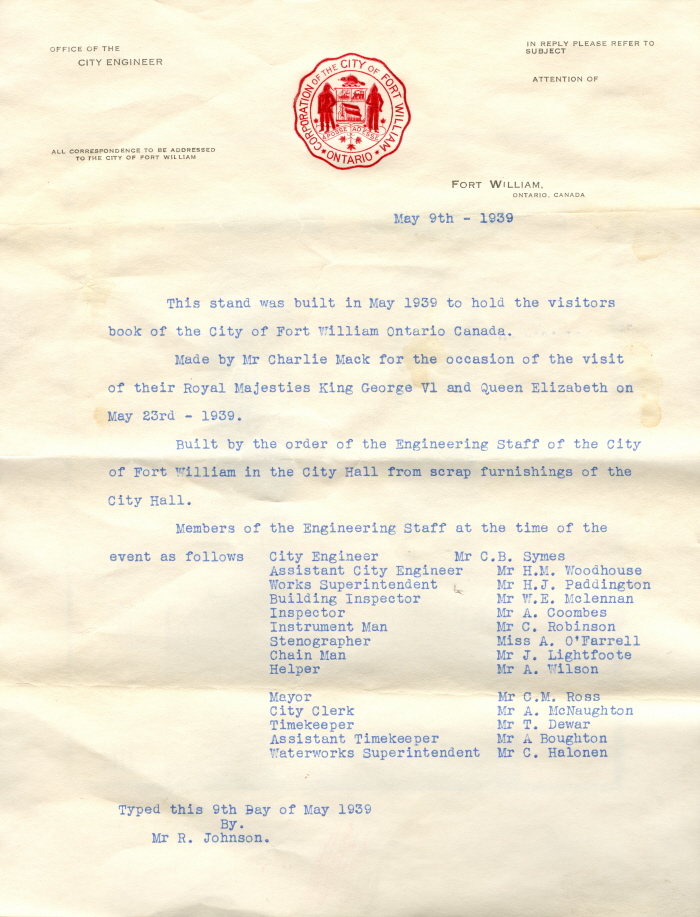 OFFICE OF THE
CITY ENGINEER
IN REPLY PLEASE REFER TO
SUBJECT
ATTENTION OF
CORPORATION OF THE CITY OF FORT WILLIAM
ONTARIO
ALL CORRESPONDENCE TO BE ADDRESSED
TO THE CITY OF FORT WILLIAM
FORT WILLIAM,
ONTARIO, CANADA
May 9th - 1939
This stand was built in May 1939 to hold the visitors
book of the City of Fort William Ontario Canada.
Made by Mr Charlie Mack for the occasion of the visit
of their Royal Majesties King George V1 and Queen Elizabeth on
May 23rd - 1939.
Built by the order of the Engineering Staff of the City
of Fort William in the City Hall from scrap furnishings of the
City Hall.
Members of the Engineering Staff at the time of the
event as follows City Engineer Mr C.B. Symes
Assistant City Engineer Mr H.M. Woodhouse
Works Superintendent Mr H.J. Paddington
Building Inspector Mr W.E. Mclennan
Inspector Mr A. Coombes
Instrument Man Mr C. Robinson
Stenographer Miss A. O'Farrell
Chain Man Mr J. Lightfoote
Helper Mr A. Wilson
Mayor Mr C.M. Ross
City Clerk Mr A. McNaughton
Timekeeper Mr T. Dewar
Assistant Timekeeper Mr A Boughton
Waterworks Superintendent Mr C. Halonen
Typed this 9th Day of May 1939
By.
Mr R. Johnson.